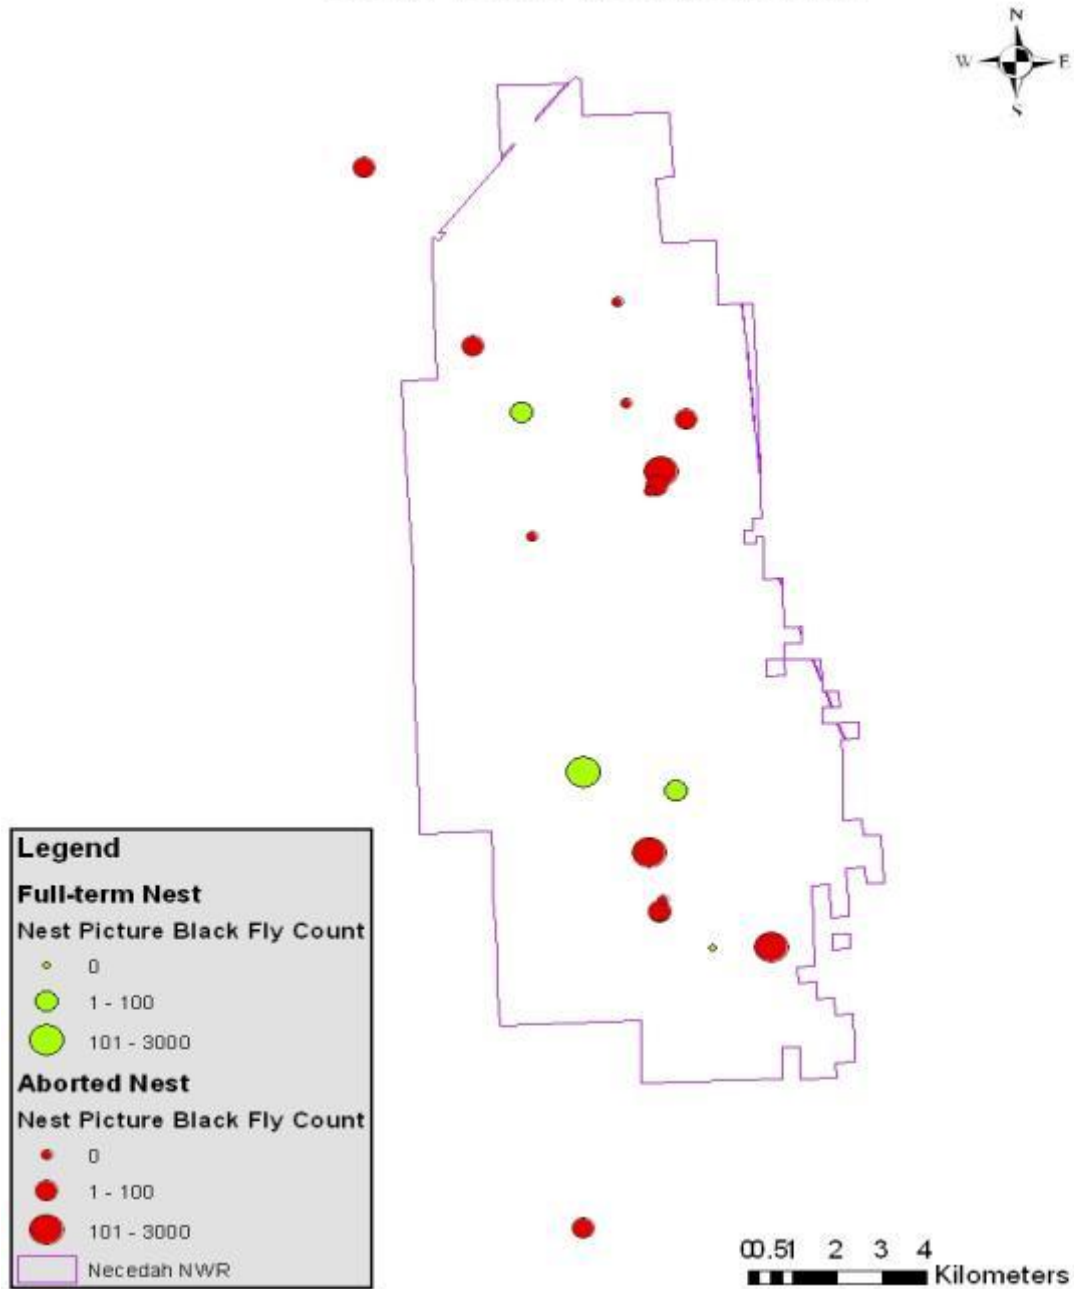 N
W E
S
Legend
Full-term Nest
Nest Picture Black Fly Count
0
1 - 100
101 - 3000
Aborted Nest
Nest Picture Black Fly Count
0
1 - 100
101 - 3000
Necedah NWR
00.51 2 3 4
Kilometers